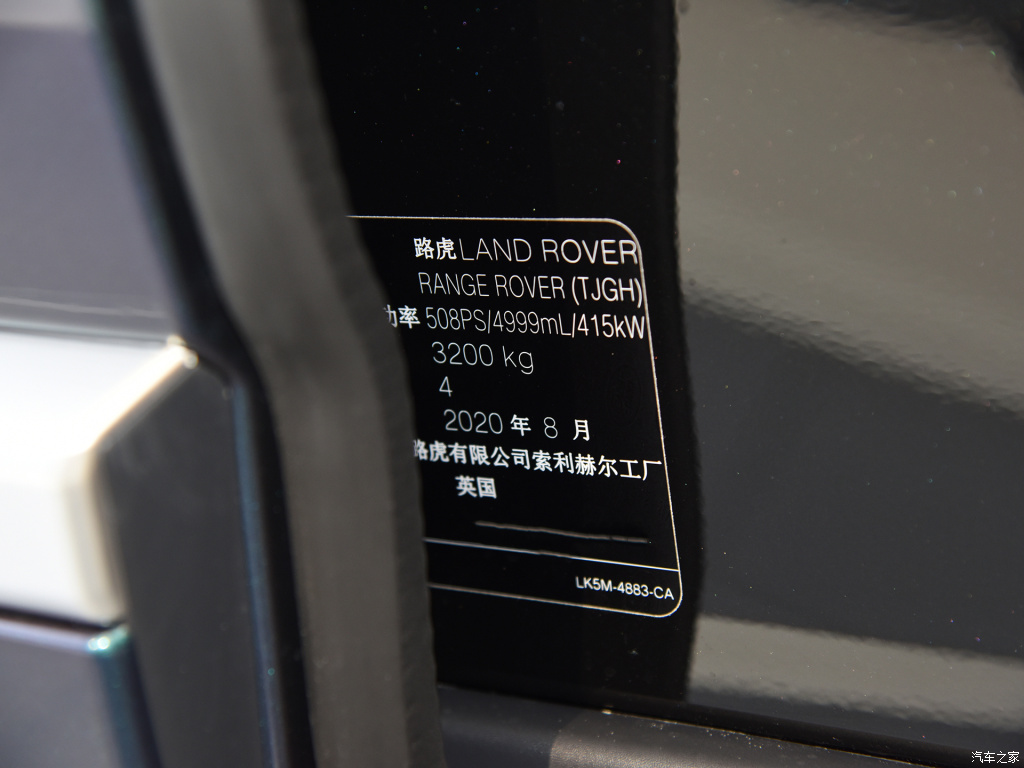 路虎LAND ROVER
RANGE ROVER (TJGH)
功率 508PS/4999mL/415kW
3200 kg
4
2020 年 8 月
路虎有限公司索利赫尔工厂
英国
LK5M-4883-CA
汽车之家